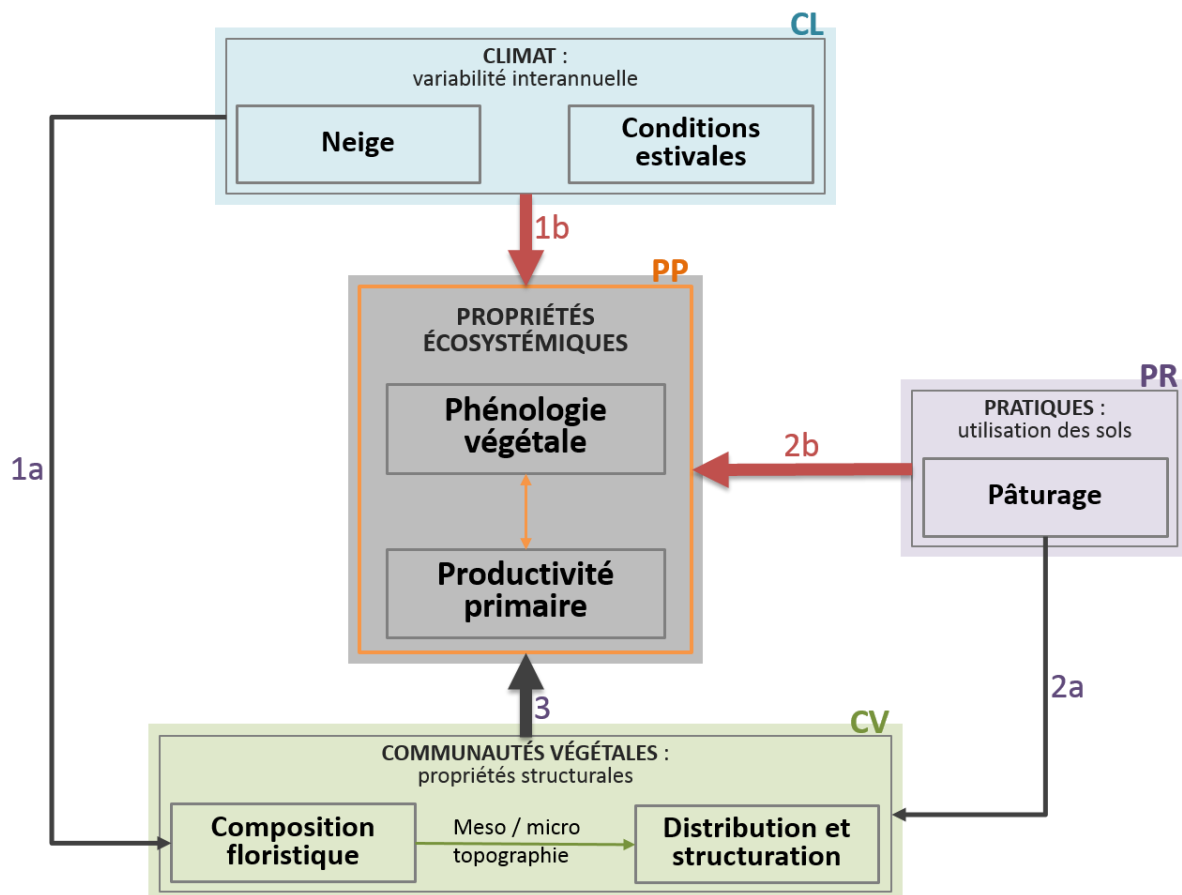 CL
CLIMAT :
variabilité interannuelle
Neige
Conditions
estivales
1b
PP
PROPRIÉTÉS
ÉCOSYSTÉMIQUES
Phénologie
végétale
Productivité
primaire
PR
PRATIQUES :
utilisation des sols
Pâturage
2b
1a
2a
3
CV
COMMUNAUTÉS VÉGÉTALES :
propriétés structurales
Composition
floristique
Meso / micro
topographie
Distribution et
structuration